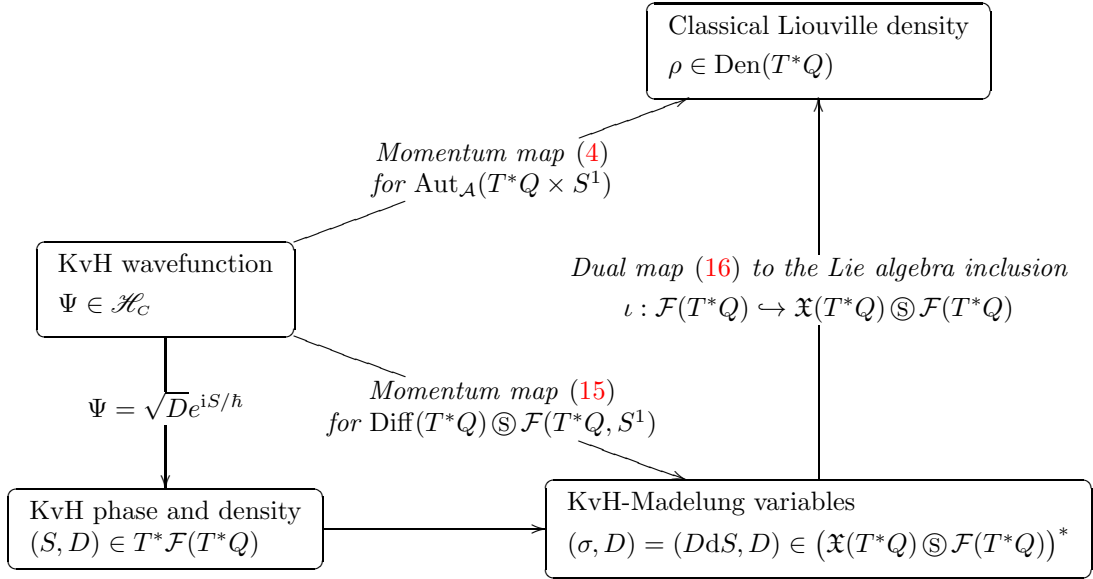 Classical Liouville density
ρ ∈ Den(T*Q)
Momentum map (4)
for Aut_𝒜(T*Q × S¹)
KvH wavefunction
Ψ ∈ ℋ_C
Dual map (16) to the Lie algebra inclusion
ι : ℱ(T*Q) ↪ 𝔛(T*Q) Ⓢ ℱ(T*Q)
Ψ = √D e^{iS/ℏ}
Momentum map (15)
for Diff(T*Q) Ⓢ ℱ(T*Q, S¹)
KvH phase and density
(S, D) ∈ T*ℱ(T*Q)
KvH-Madelung variables
(σ, D) = (DdS, D) ∈ (𝔛(T*Q) Ⓢ ℱ(T*Q))*